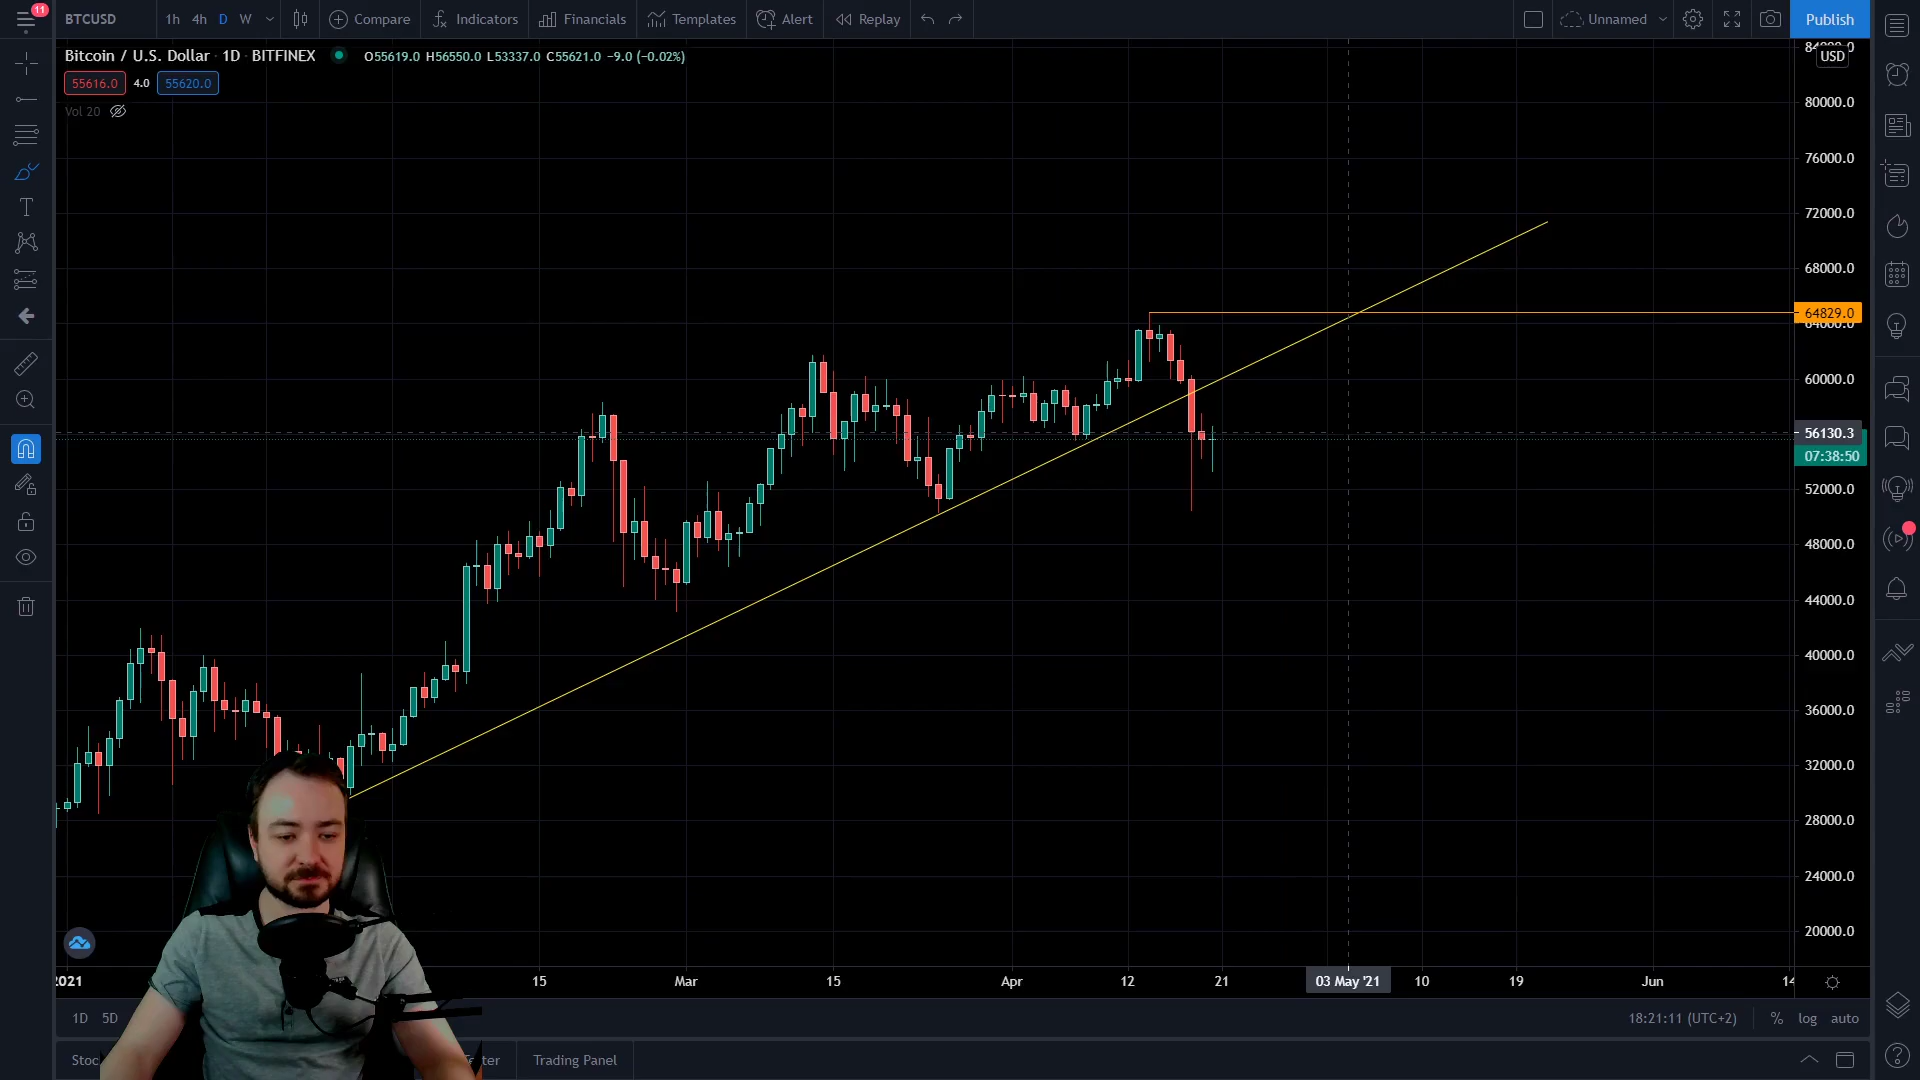 11
BTCUSD
1h 4h D W
Compare
Indicators
Financials
Templates
Alert
Replay
Unnamed
Publish
Bitcoin / U.S. Dollar · 1D · BITFINEX
O55619.0 H56550.0 L53337.0 C55621.0 −9.0 (−0.02%)
55616.0 4.0 55620.0
Vol 20
USD
80000.0
76000.0
72000.0
68000.0
64829.0
60000.0
56130.3
07:38:50
52000.0
48000.0
44000.0
40000.0
36000.0
32000.0
28000.0
24000.0
20000.0
2021 15 Mar 15 Apr 12 21 03 May '21 10 19 Jun 14
1D 5D
18:21:11 (UTC+2) % log auto
Trading Panel